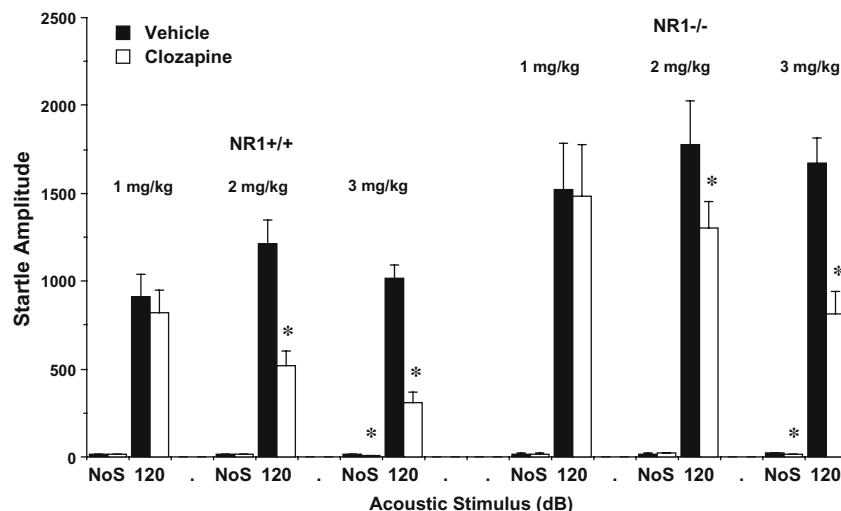 2500
Vehicle
Clozapine
NR1-/-
1 mg/kg 2 mg/kg 3 mg/kg
2000
NR1+/+
1 mg/kg 2 mg/kg 3 mg/kg
1500
* *
1000
* *
500
* *
0
NoS 120 . NoS 120 . NoS 120 . . NoS 120 . NoS 120 . NoS 120
Startle Amplitude
Acoustic Stimulus (dB)